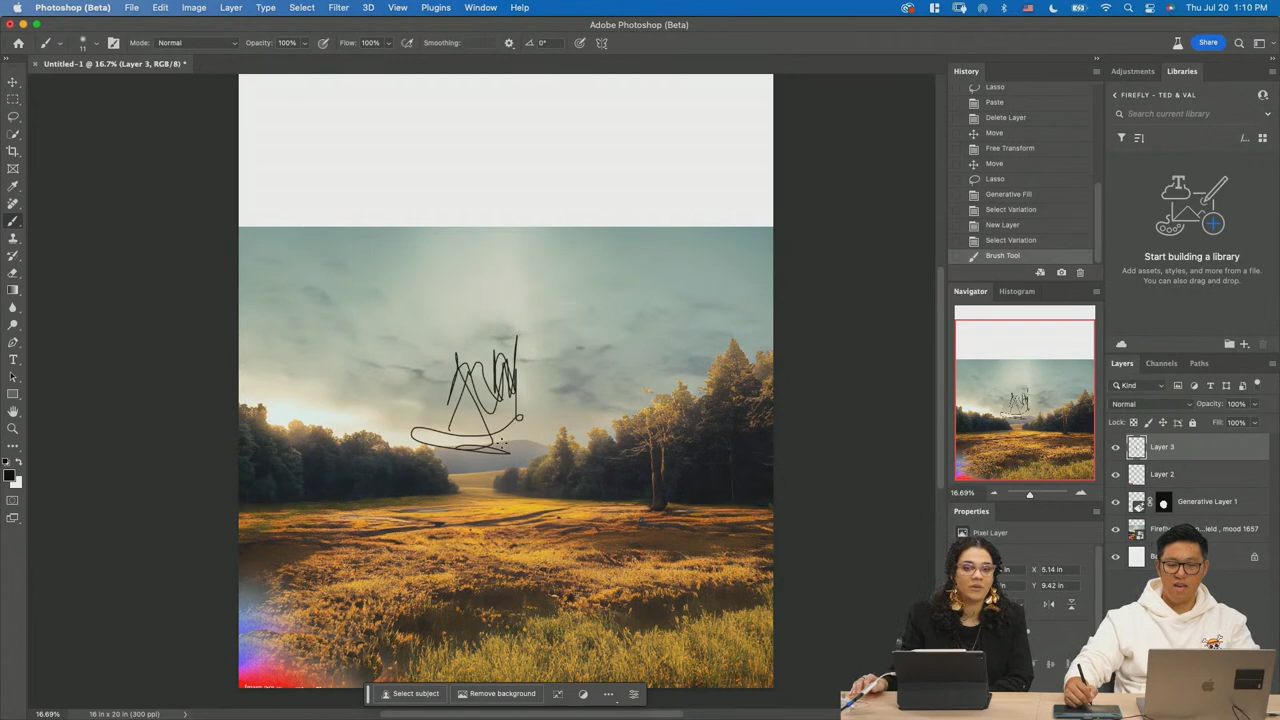 Photoshop (Beta) File Edit Image Layer Type Select Filter 3D View Plugins Window Help
Thu Jul 20 1:10 PM
Adobe Photoshop (Beta)
11 Mode: Normal Opacity: 100% Flow: 100% Smoothing: 0° Share
Untitled-1 @ 16.7% (Layer 3, RGB/8) *
History
Lasso
Paste
Delete Layer
Move
Free Transform
Move
Lasso
Generative Fill
Select Variation
New Layer
Select Variation
Brush Tool
Adjustments Libraries
FIREFLY - TED & VAL
Search current library
Start building a library
Add assets, styles, and more from a file.
You can also drag and drop.
Navigator Histogram
16.69%
Properties
Pixel Layer
in X 5.14 in
in Y 9.42 in
Layers Channels Paths
Kind
Normal Opacity: 100%
Lock: Fill: 100%
Layer 3
Layer 2
Generative Layer 1
Firefly ield , mood 1657
Select subject Remove background
16.69% 16 in x 20 in (300 ppi)